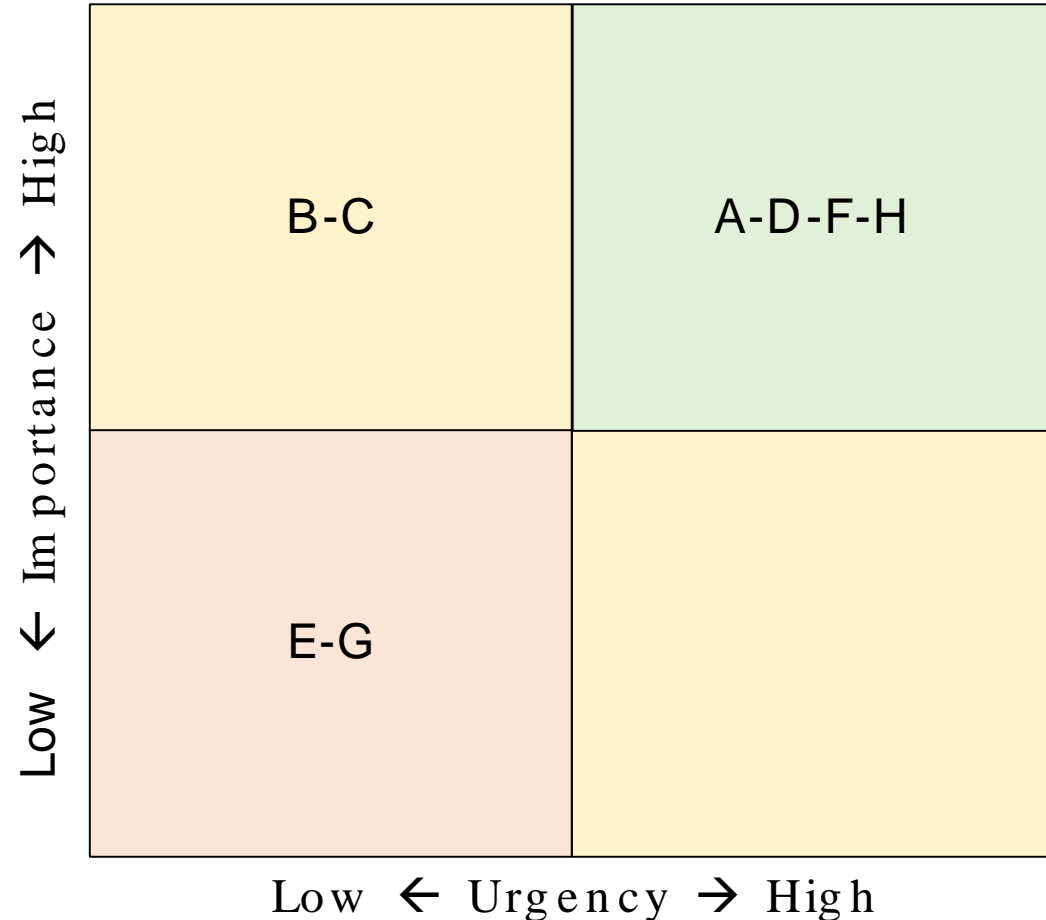 Low ← Importance → High
B-C
A-D-F-H
E-G
Low ← Urgency → High